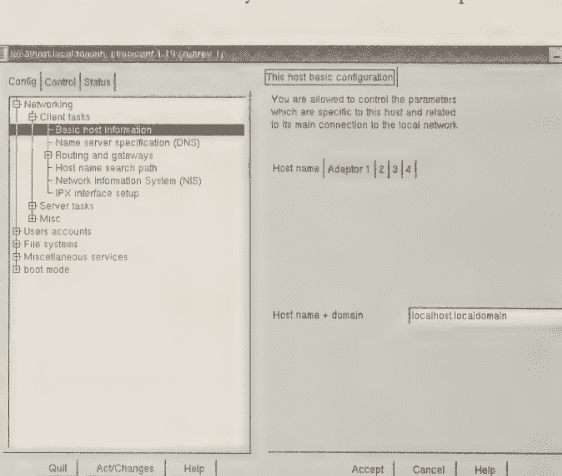 localhost.localdomain:
Config Control Status
Networking
Client tasks
Basic host information
Name server specification (DNS)
Routing and gateways
Host name search path
Network Information System (NIS)
IPX interface setup
Server tasks
Misc
Users accounts
File systems
Miscellaneous services
boot mode
Quit Act/Changes Help
This host basic configuration
You are allowed to control the parameters
which are specific to this host and related
to its main connection to the local network
Host name Adaptor 1 2 3 4
Host name + domain localhost.localdomain
Accept Cancel Help